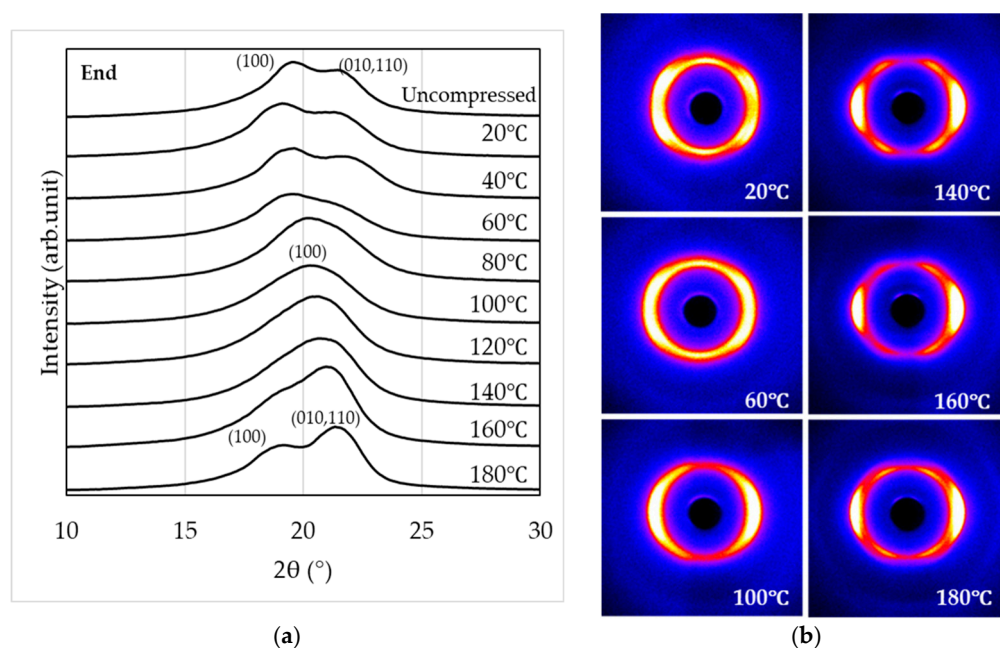 End
(100)
(010,110)
Uncompressed
20°C
40°C
60°C
80°C
(100)
100°C
120°C
140°C
160°C
(100)
(010,110)
180°C
Intensity (arb.unit)
10
15
20
25
30
2θ (°)
(a)
20°C
140°C
60°C
160°C
100°C
180°C
(b)